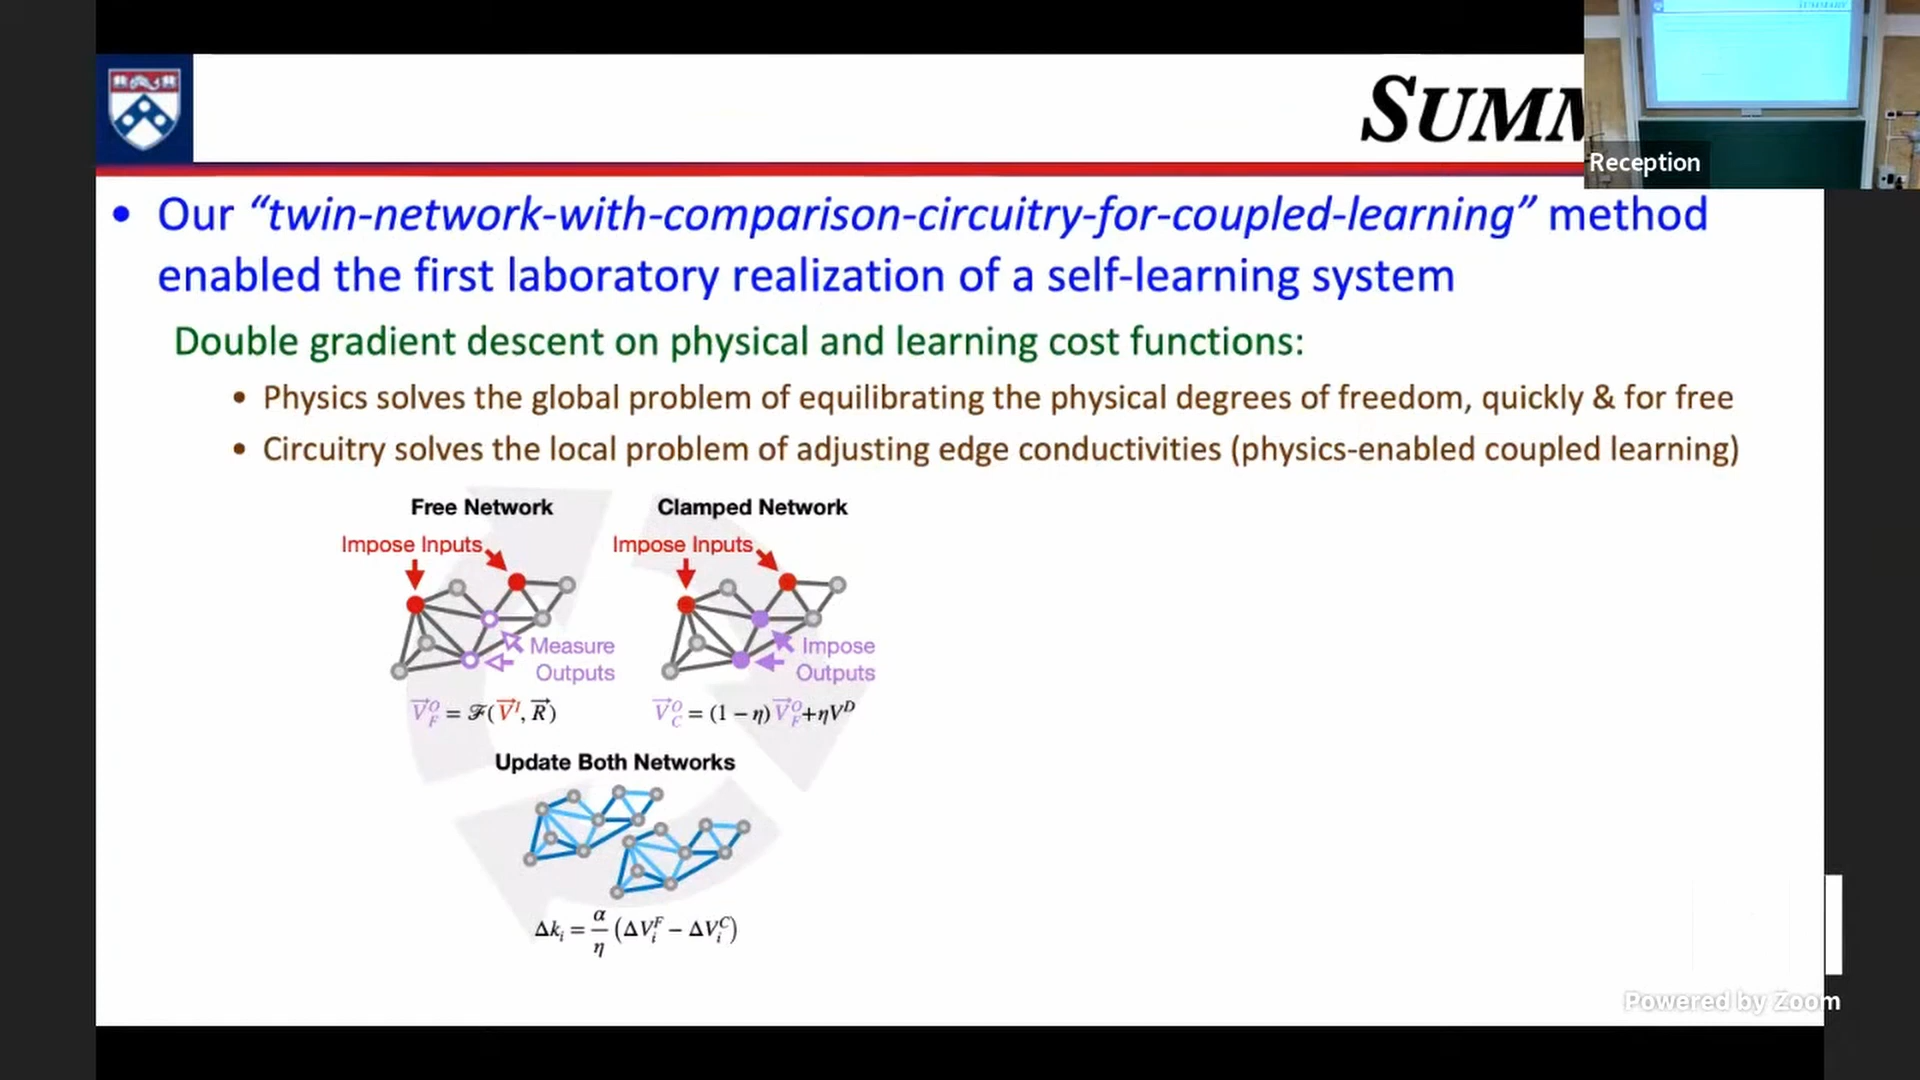 SUMM
Reception
• Our “twin-network-with-comparison-circuitry-for-coupled-learning” method
enabled the first laboratory realization of a self-learning system
Double gradient descent on physical and learning cost functions:
• Physics solves the global problem of equilibrating the physical degrees of freedom, quickly & for free
• Circuitry solves the local problem of adjusting edge conductivities (physics-enabled coupled learning)
Free Network
Impose Inputs
Measure
Outputs
V⃗_F^O = ℱ(V⃗^I, R⃗)
Clamped Network
Impose Inputs
Impose
Outputs
V⃗_C^O = (1 − η) V⃗_F^O + ηV^D
Update Both Networks
Δk_i = α/η (ΔV_i^F − ΔV_i^C)
Powered by Zoom